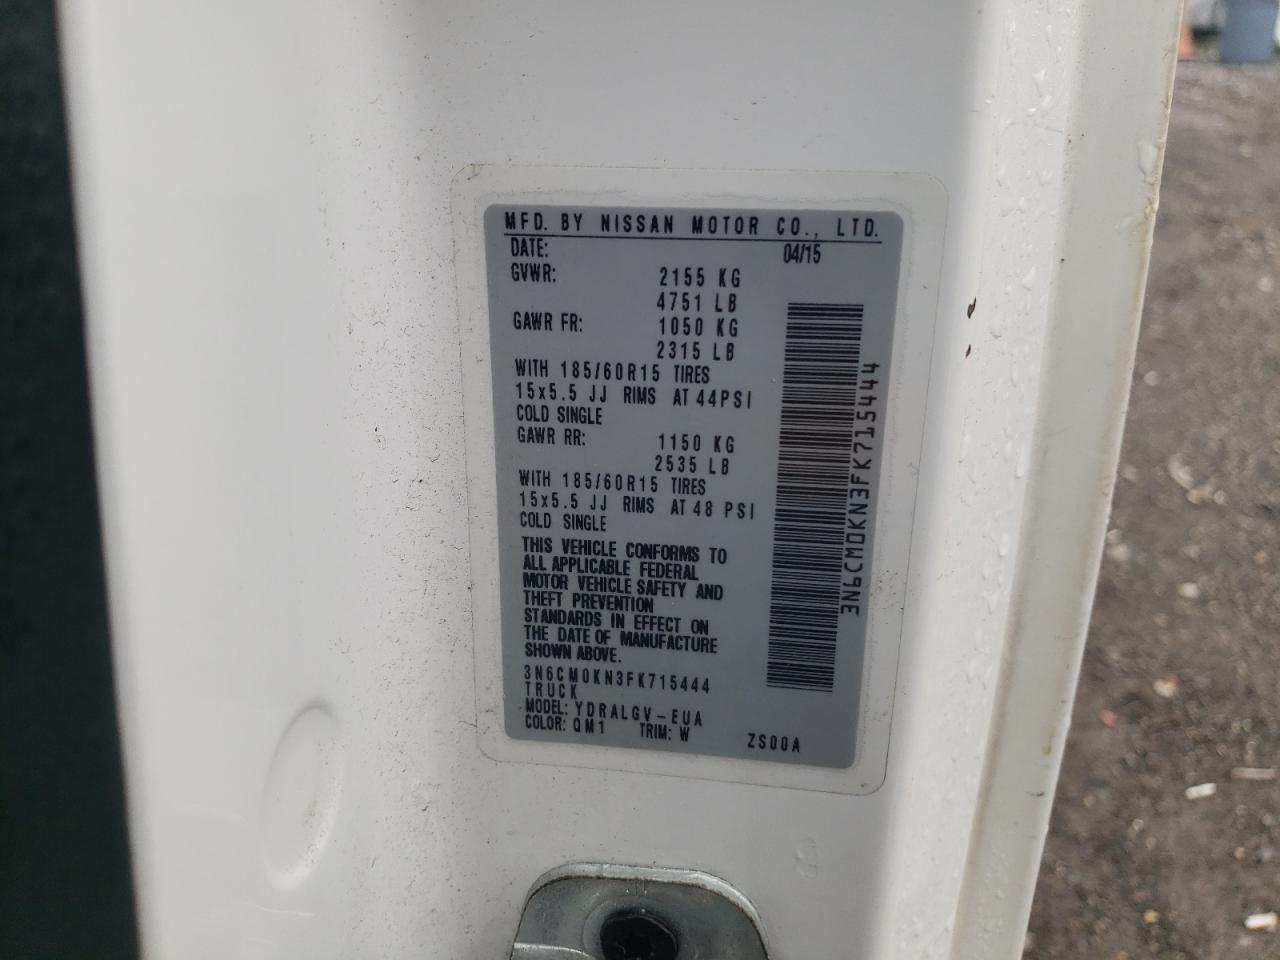 MFD. BY NISSAN MOTOR CO., LTD.
DATE: 04/15
GVWR: 2155 KG
4751 LB
GAWR FR: 1050 KG
2315 LB
WITH 185/60R15 TIRES
15x5.5 JJ RIMS AT 44PSI
COLD SINGLE
GAWR RR: 1150 KG
2535 LB
WITH 185/60R15 TIRES
15x5.5 JJ RIMS AT 48 PSI
COLD SINGLE
THIS VEHICLE CONFORMS TO
ALL APPLICABLE FEDERAL
MOTOR VEHICLE SAFETY AND
THEFT PREVENTION
STANDARDS IN EFFECT ON
THE DATE OF MANUFACTURE
SHOWN ABOVE.
3N6CM0KN3FK715444
TRUCK
MODEL: YDRALGV-EUA
COLOR: QM1 TRIM: W ZS00A
3N6CM0KN3FK715444